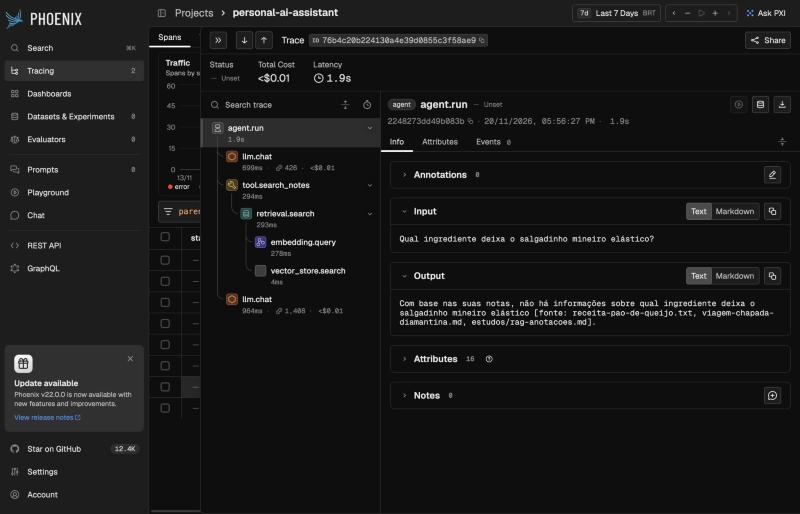 PHOENIX
Search ⌘K
Tracing 2
Dashboards
Datasets & Experiments 0
Evaluators 0
Prompts 0
Playground
Chat
REST API
GraphQL
Update available
Phoenix v22.0.0 is now available with
new features and improvements.
View release notes
Star on GitHub 12.4K
Settings
Account
Projects › personal-ai-assistant
7d Last 7 Days BRT
Ask PXI
Spans
Traffic
Spans by s
60
45
30
15
0
13/11
error
paren
sta
Trace ID 76b4c20b224130a4e39d0855c3f58ae9
Share
Status Total Cost Latency
— Unset <$0.01 1.9s
Search trace
agent.run
1.9s
llm.chat
699ms · 426 · <$0.01
tool.search_notes
294ms
retrieval.search
293ms
embedding.query
278ms
vector_store.search
4ms
llm.chat
964ms · 1,408 · <$0.01
agent agent.run — Unset
2248273dd49b083b · 20/11/2026, 05:56:27 PM · 1.9s
Info Attributes Events 0
Annotations 0
Input Text Markdown
Qual ingrediente deixa o salgadinho mineiro elástico?
Output Text Markdown
Com base nas suas notas, não há informações sobre qual ingrediente deixa o
salgadinho mineiro elástico [fonte: receita-pao-de-queijo.txt, viagem-chapada-
diamantina.md, estudos/rag-anotacoes.md].
Attributes 16
Notes 0